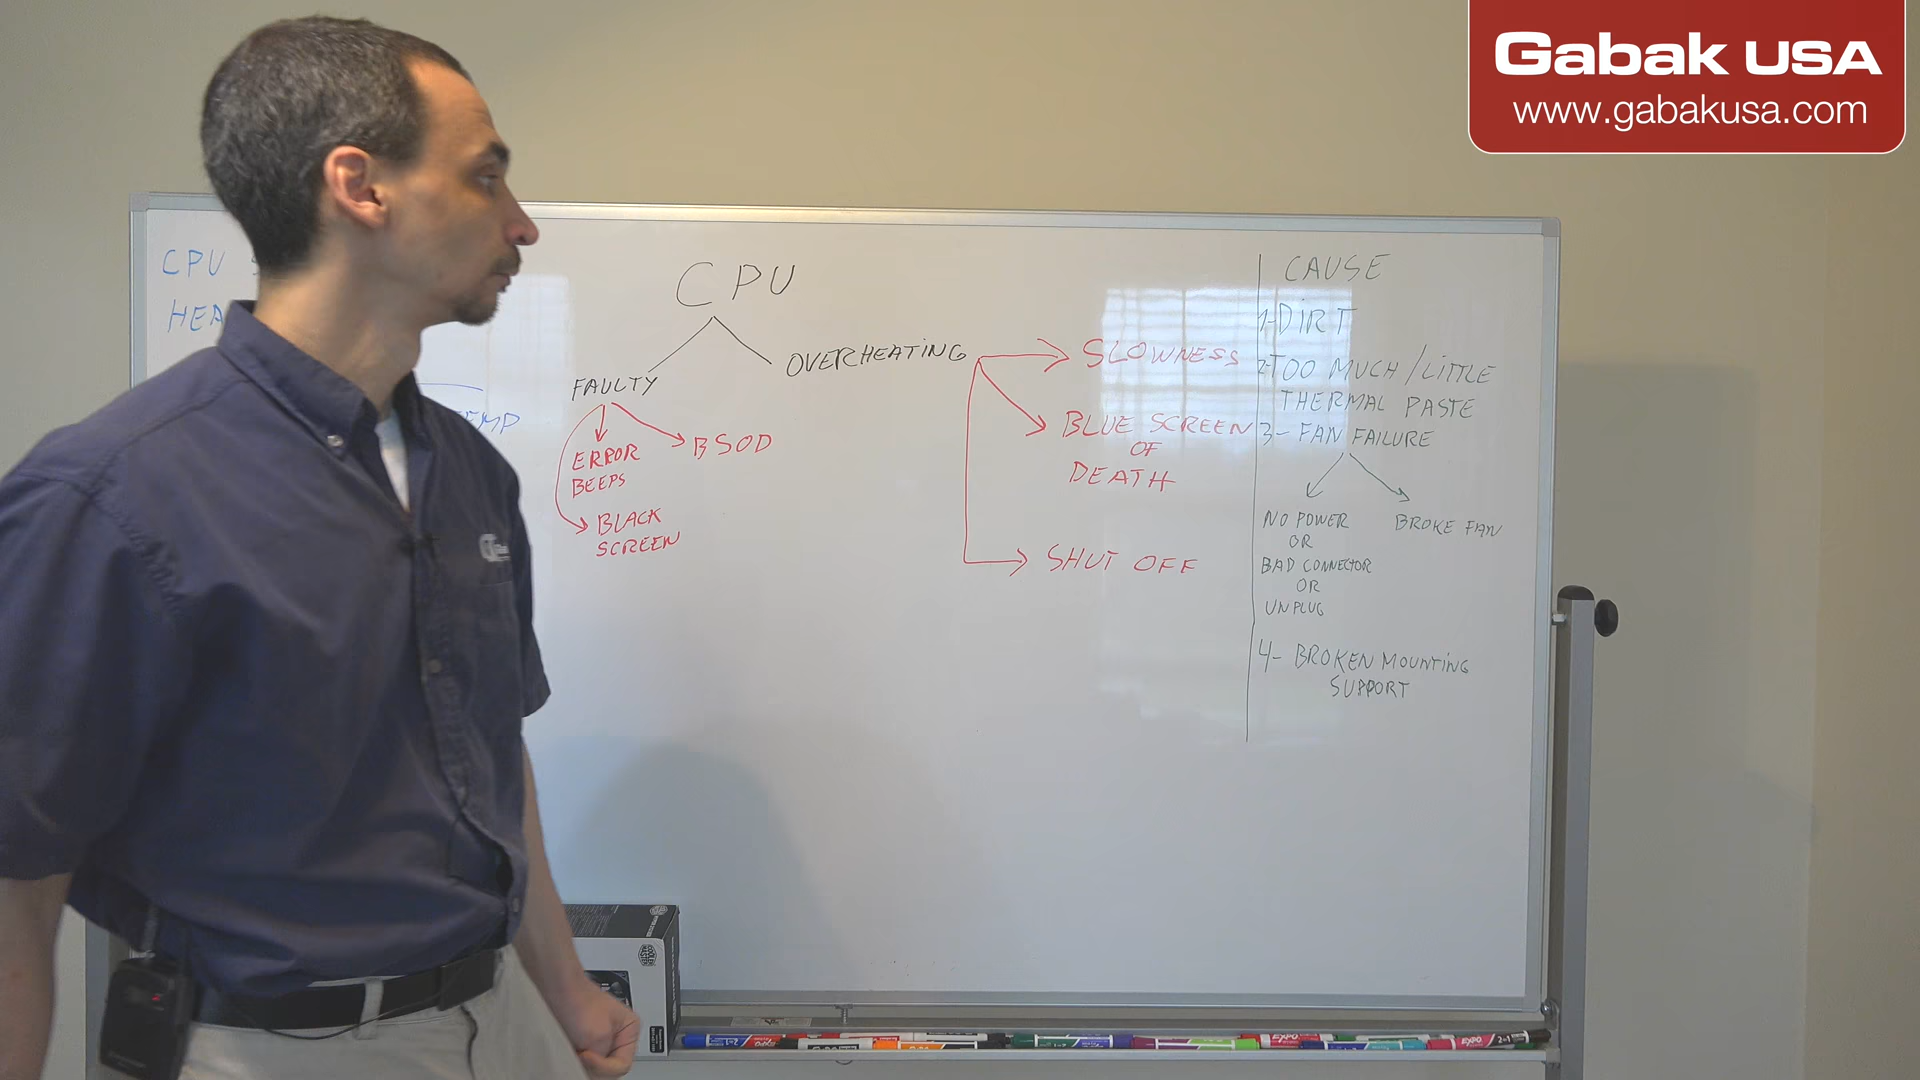 Gabak USA
www.gabakusa.com
CPU
HEA
EMP
CPU
FAULTY
OVERHEATING
ERROR
BEEPS
BSOD
BLACK
SCREEN
SLOWNESS
BLUE SCREEN
OF
DEATH
SHUT OFF
CAUSE
1-DiRT
2-TOO MUCH/LiTTLE
THERMAL PASTE
3- FAN FAILURE
NO POWER
OR
BAD CONNECTOR
OR
UNPLUG
BROKE FAN
4- BROKEN MOUNTiNG
SUPPORT